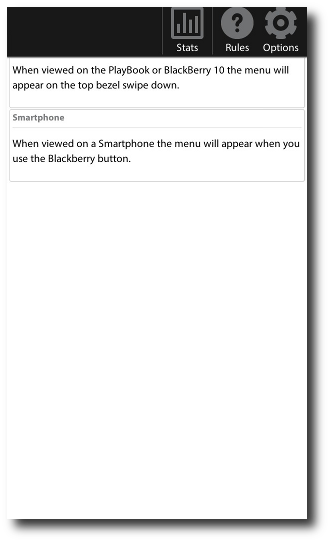 Stats Rules Options
When viewed on the PlayBook or BlackBerry 10 the menu will
appear on the top bezel swipe down.
Smartphone
When viewed on a Smartphone the menu will appear when you
use the Blackberry button.